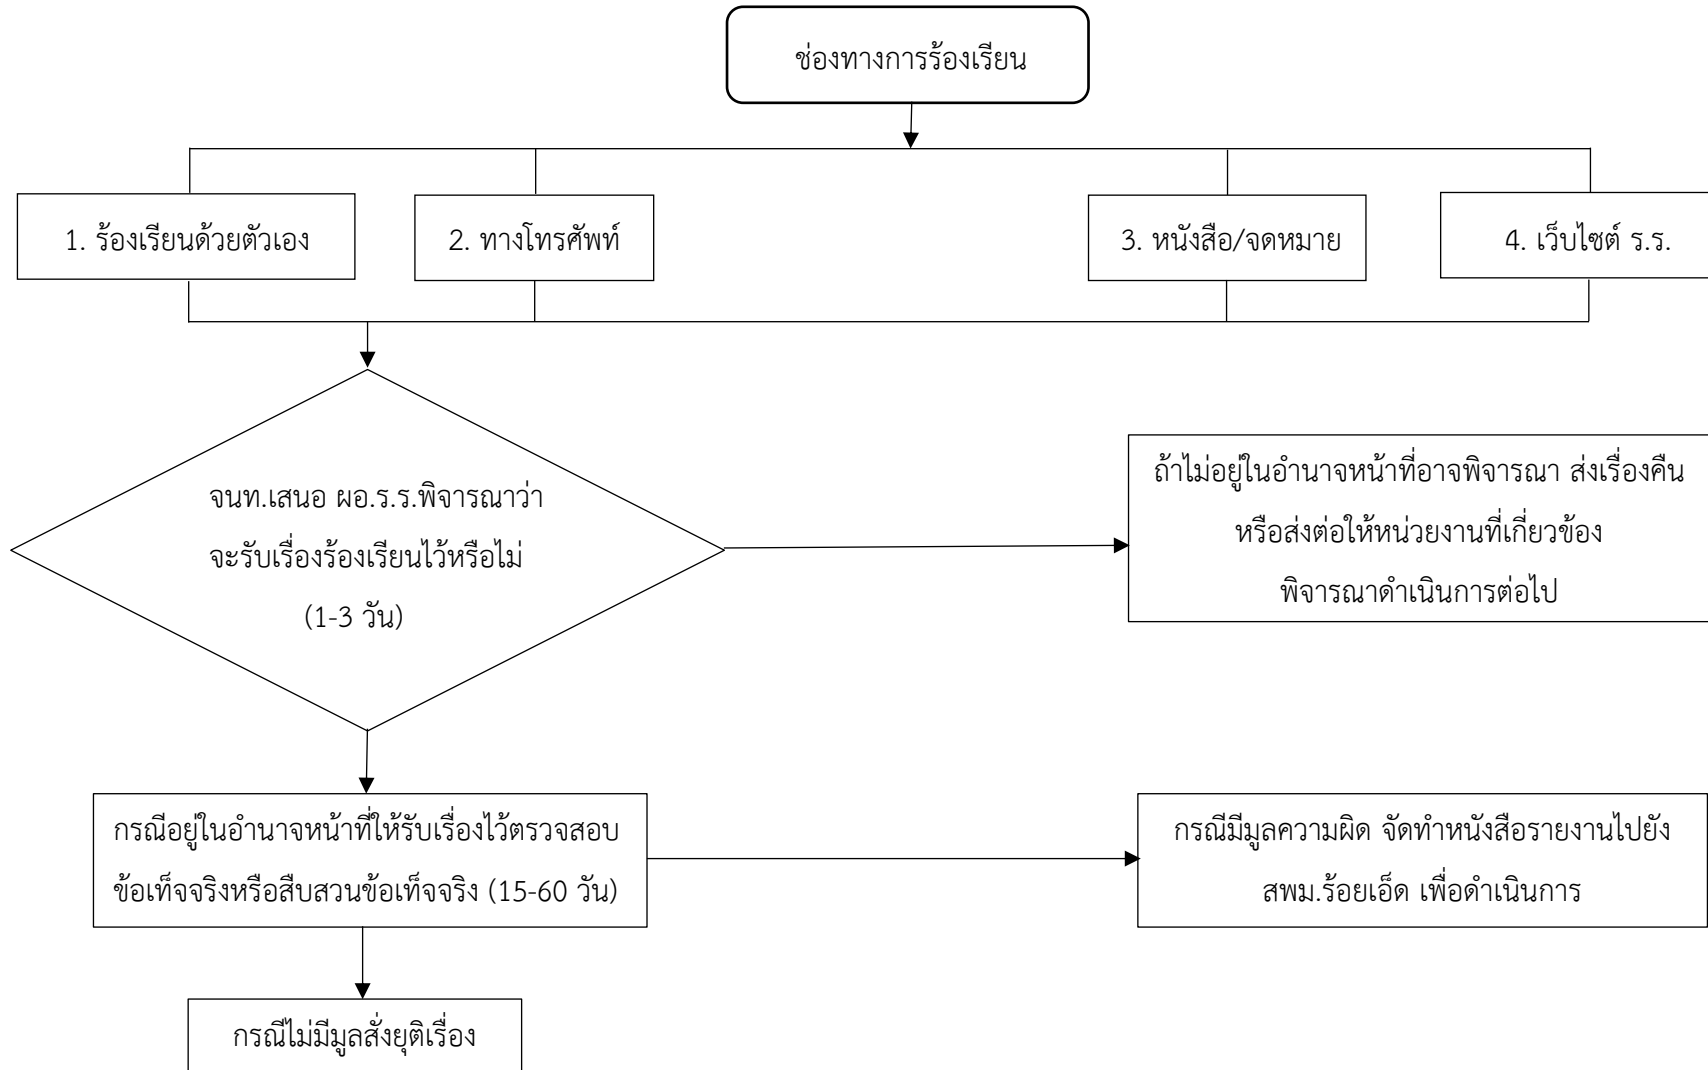 ช่องทางการร้องเรียน
1. ร้องเรียนด้วยตัวเอง
2. ทางโทรศัพท์
3. หนังสือ/จดหมาย
4. เว็บไซต์ ร.ร.
จนท.เสนอ ผอ.ร.ร.พิจารณาว่า
จะรับเรื่องร้องเรียนไว้หรือไม่
(1-3 วัน)
ถ้าไม่อยู่ในอำนาจหน้าที่อาจพิจารณา ส่งเรื่องคืน
หรือส่งต่อให้หน่วยงานที่เกี่ยวข้อง
พิจารณาดำเนินการต่อไป
กรณีอยู่ในอำนาจหน้าที่ให้รับเรื่องไว้ตรวจสอบ
ข้อเท็จจริงหรือสืบสวนข้อเท็จจริง (15-60 วัน)
กรณีมีมูลความผิด จัดทำหนังสือรายงานไปยัง
สพม.ร้อยเอ็ด เพื่อดำเนินการ
กรณีไม่มีมูลสั่งยุติเรื่อง